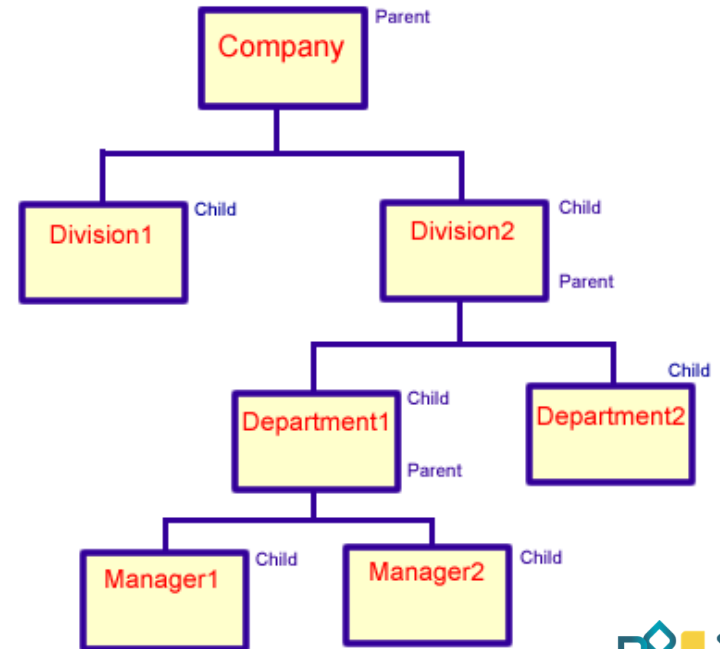 Parent
Company
Child
Division1
Child
Division2
Parent
Child
Department1
Parent
Child
Department2
Child
Manager1
Child
Manager2